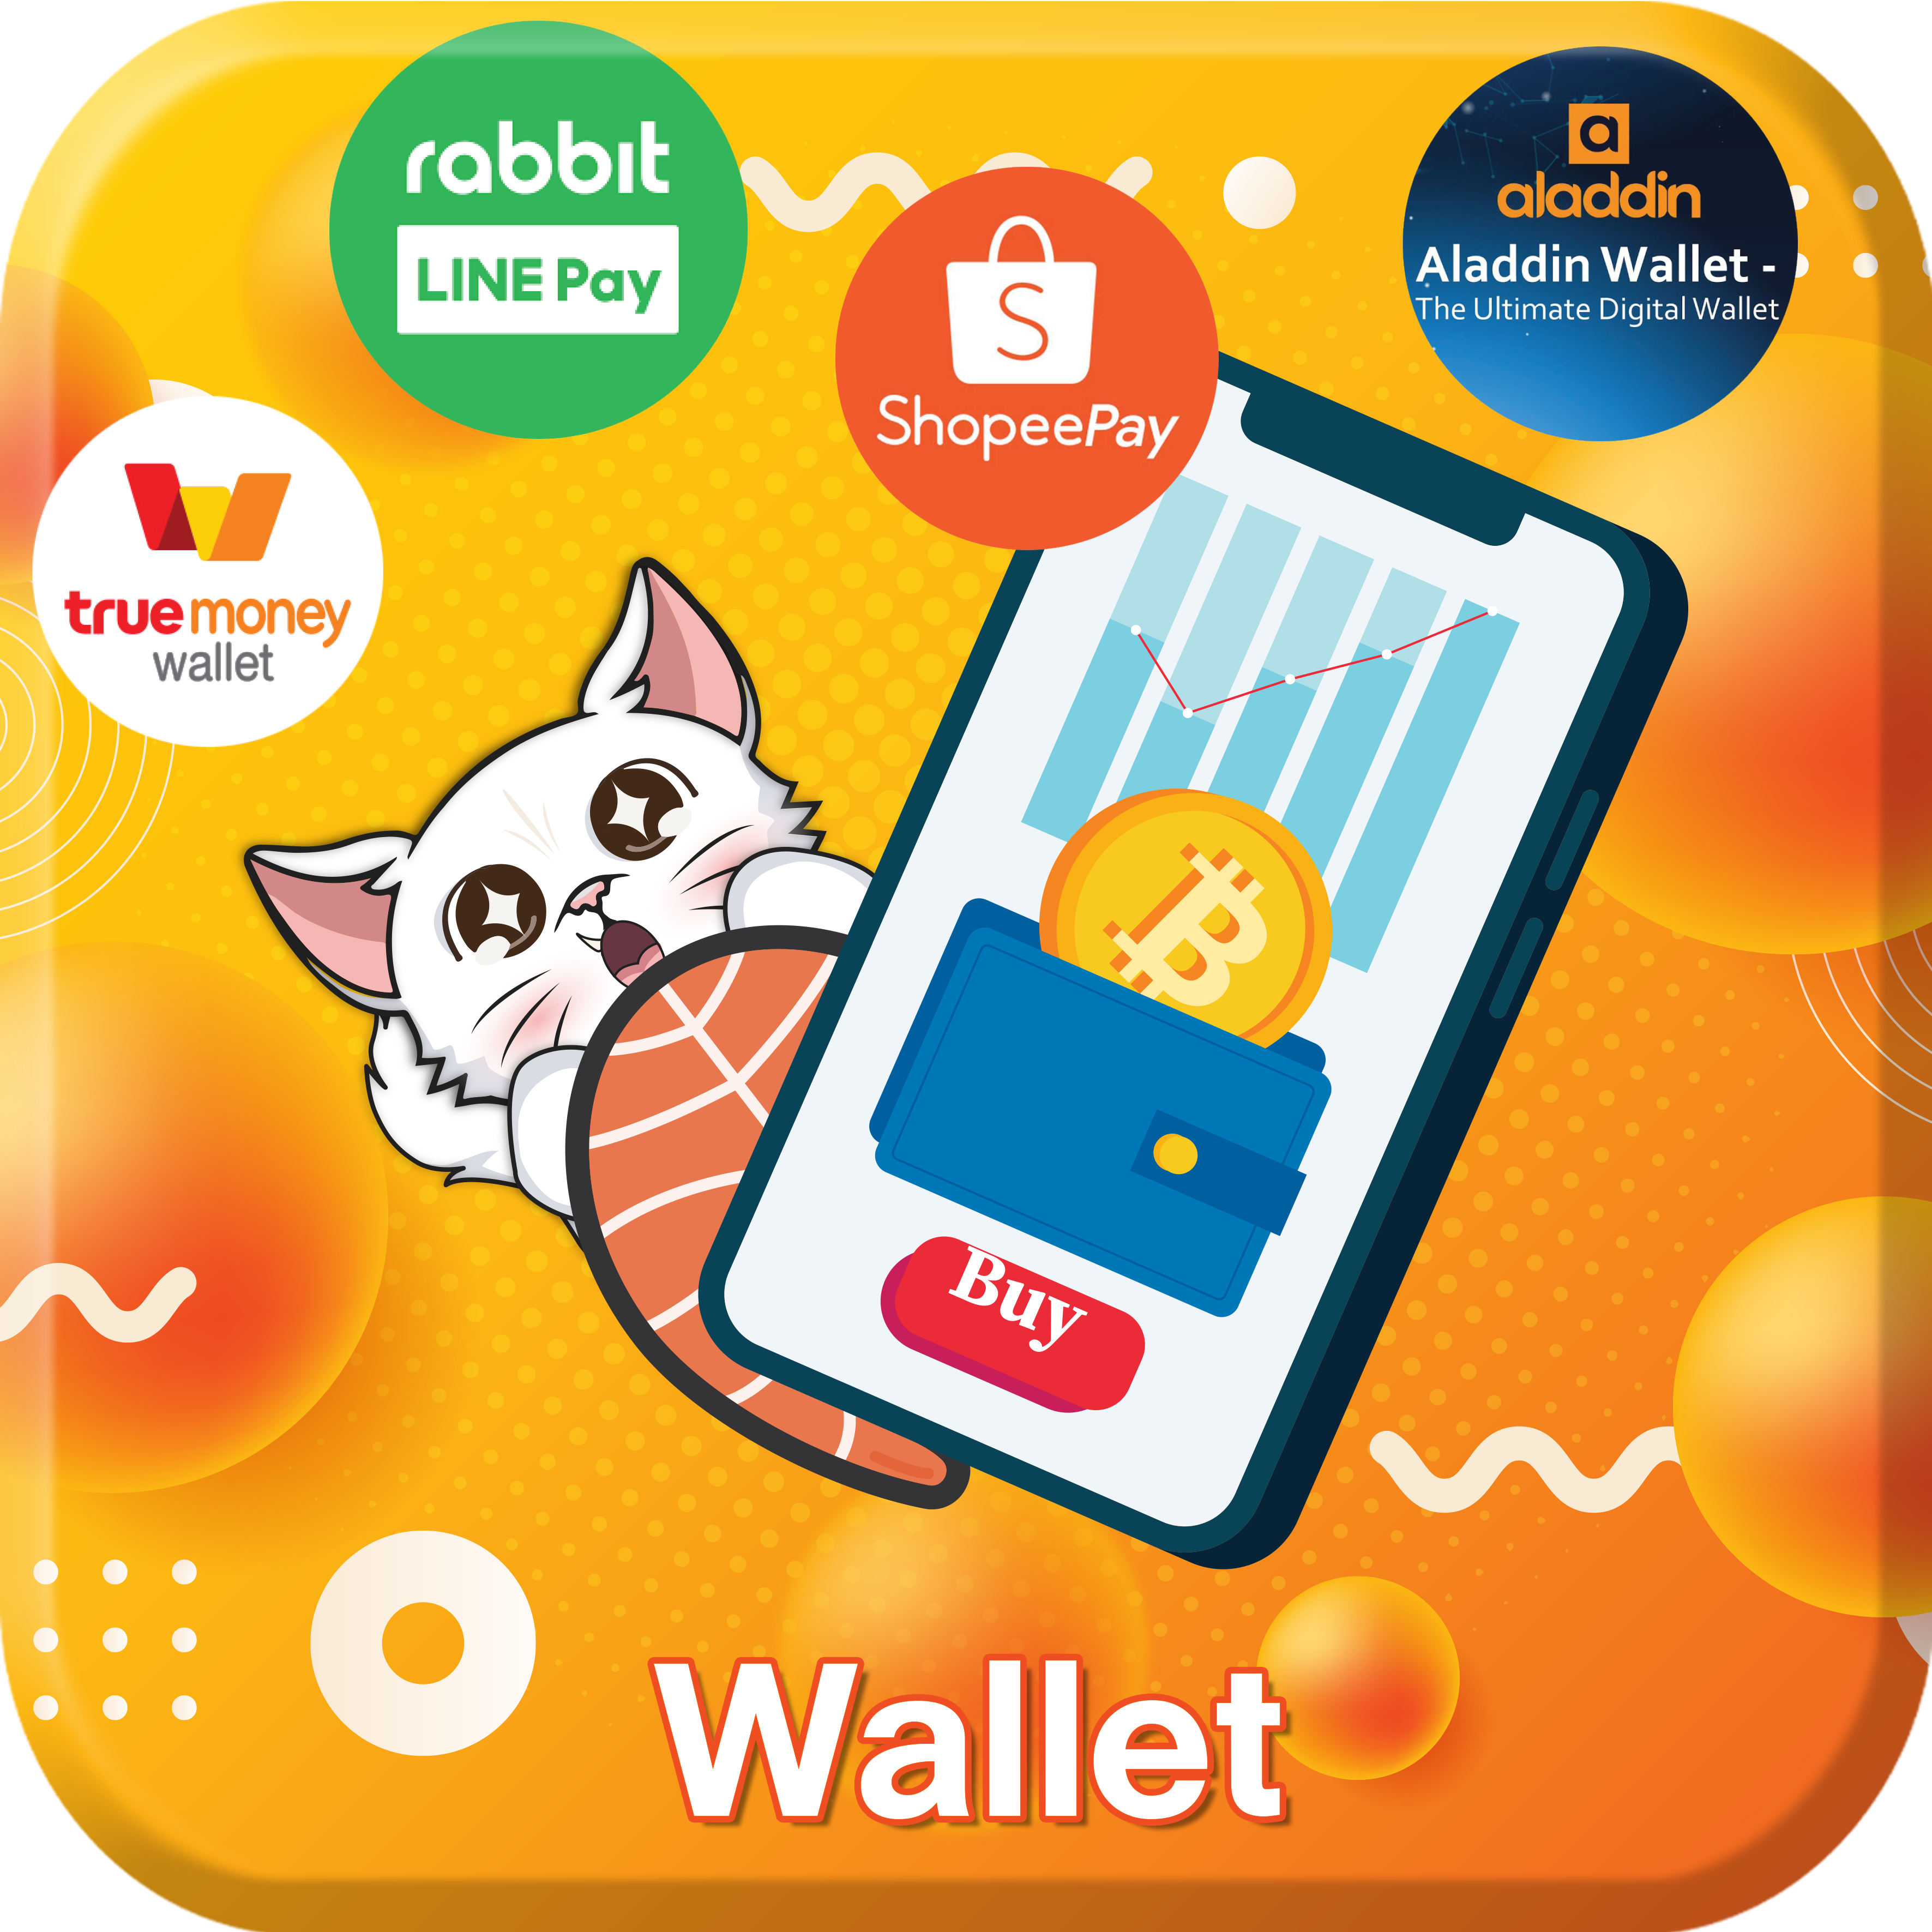 rabbit
LINE Pay
S
ShopeePay
a
aladdin
Aladdin Wallet -
The Ultimate Digital Wallet
truemoney
wallet
Buy
Wallet